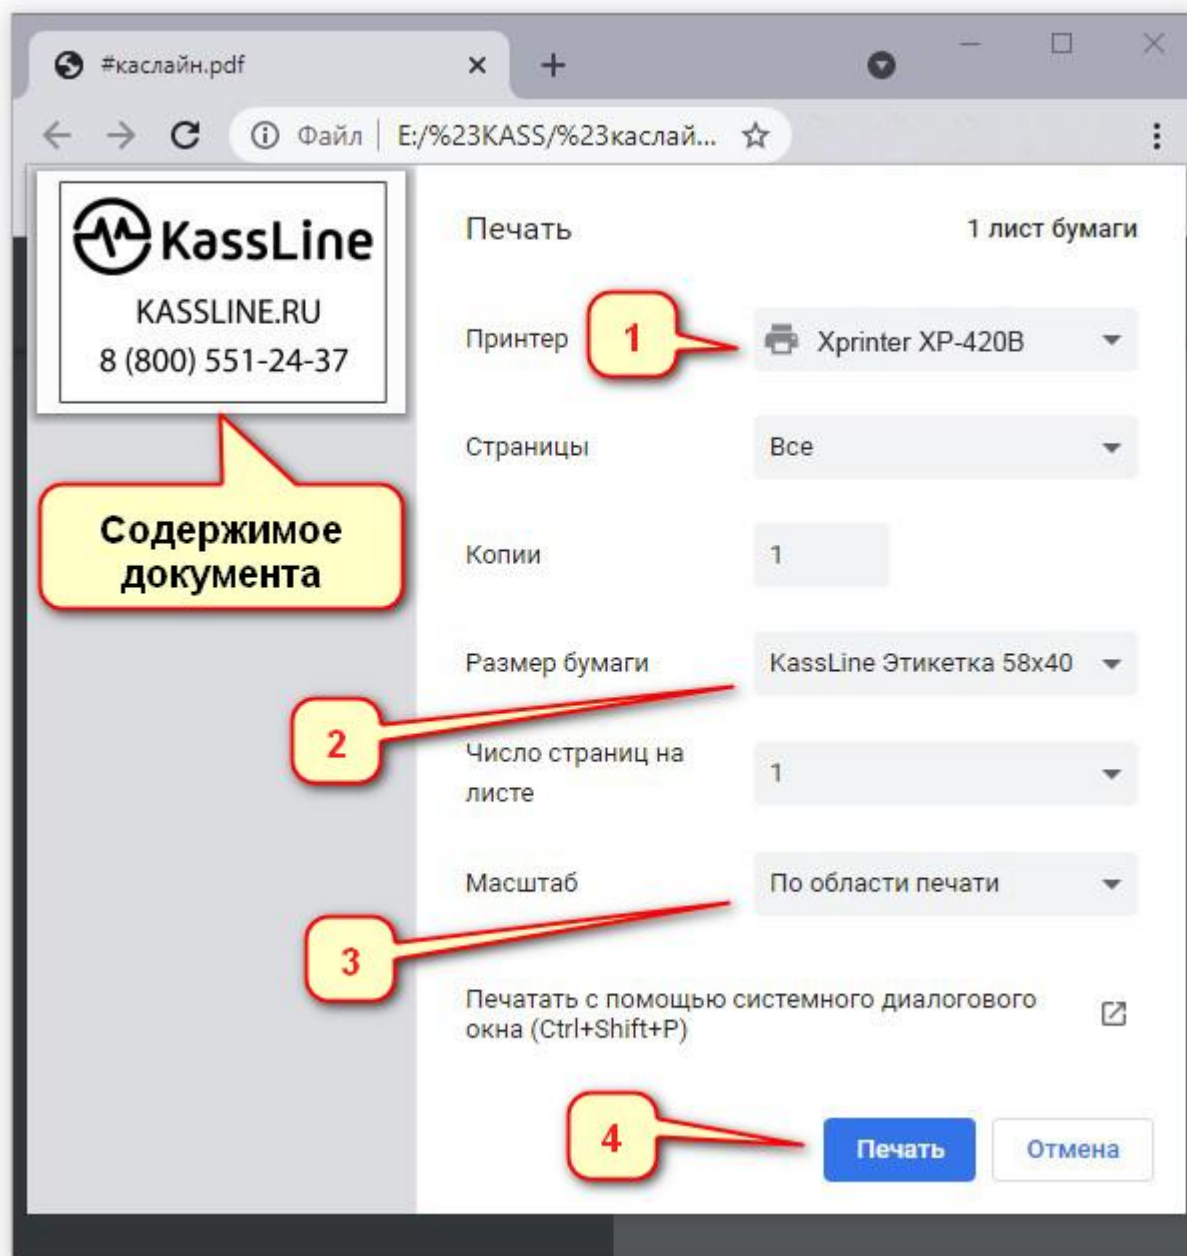 #каслайн.pdf
Файл | E:/%23KASS/%23каслай...
KassLine
KASSLINE.RU
8 (800) 551-24-37
Содержимое
документа
Печать
1 лист бумаги
Принтер
1
Xprinter XP-420B
Страницы
Все
Копии
1
Размер бумаги
KassLine Этикетка 58x40
2
Число страниц на
листе
1
Масштаб
По области печати
3
Печатать с помощью системного диалогового
окна (Ctrl+Shift+P)
4
Печать
Отмена